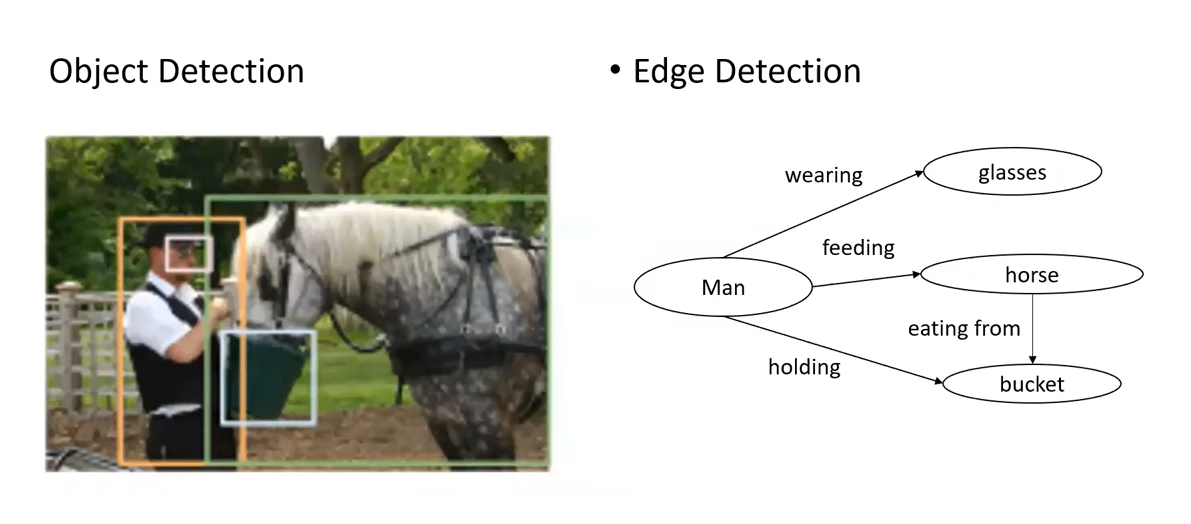 Object Detection
• Edge Detection
wearing
glasses
feeding
Man
horse
eating from
holding
bucket